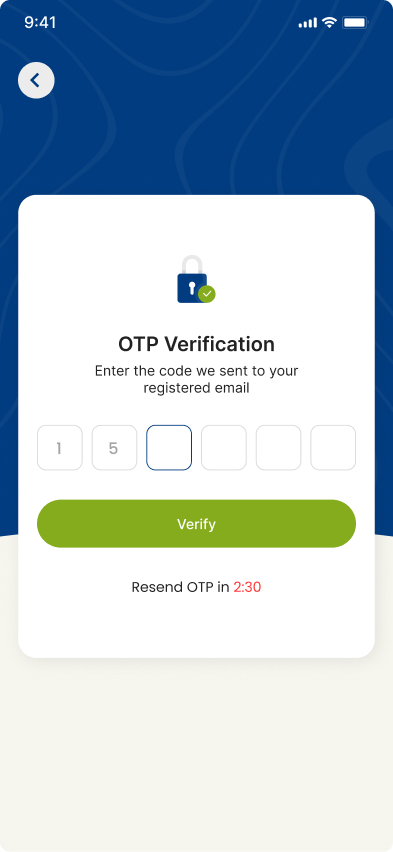 9:41
OTP Verification
Enter the code we sent to your
registered email
1 5
Verify
Resend OTP in 2:30